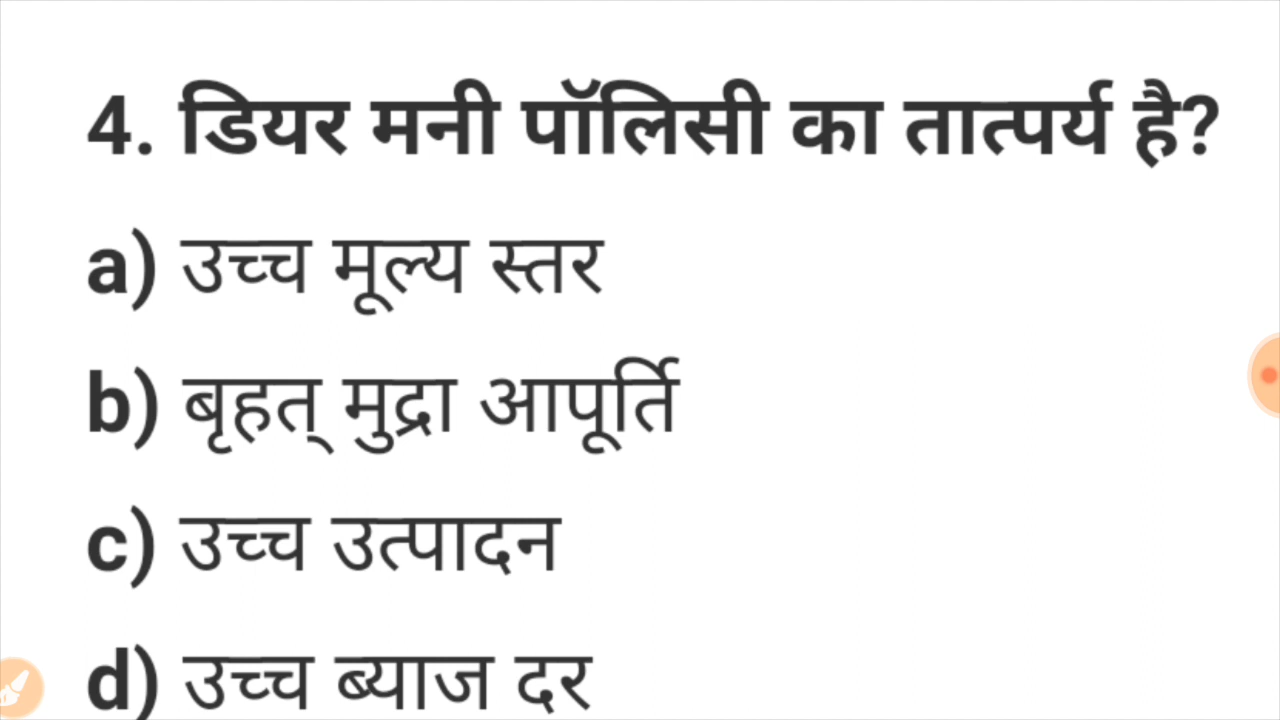 4. डियर मनी पॉलिसी का तात्पर्य है?
a) उच्च मूल्य स्तर
b) बृहत् मुद्रा आपूर्ति
c) उच्च उत्पादन
d) उच्च ब्याज दर